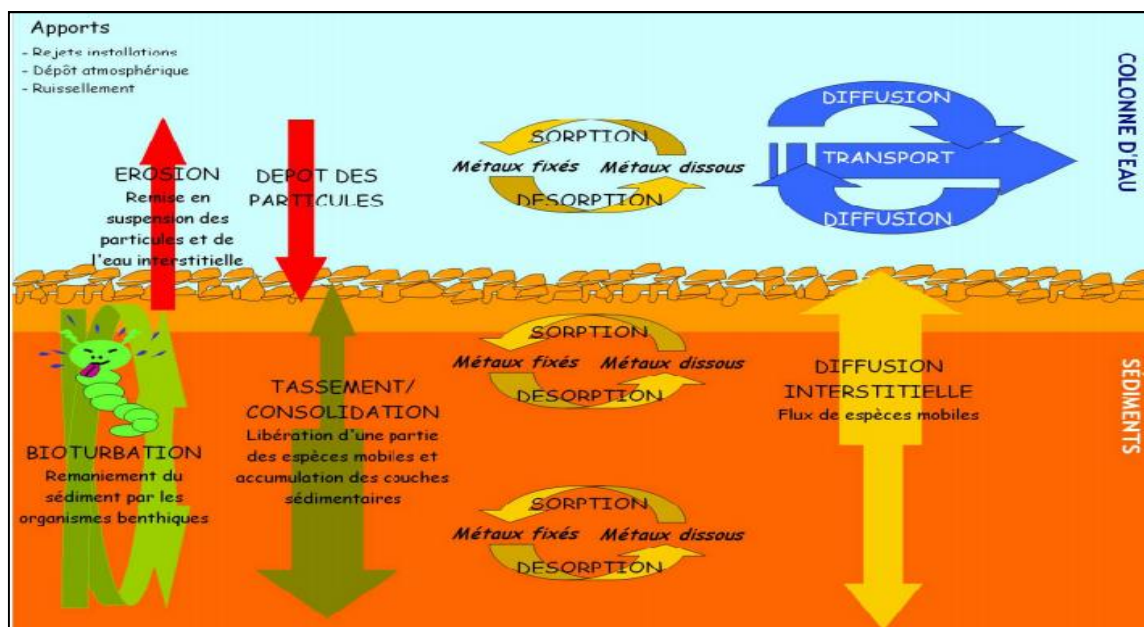 Apports
- Rejets installations
- Dépôt atmosphérique
- Ruissellement
EROSION
Remise en
suspension des
particules et de
l'eau interstitielle
DEPOT DES
PARTICULES
SORPTION
Métaux fixés Métaux dissous
DESORPTION
DIFFUSION
TRANSPORT
DIFFUSION
COLONNE D'EAU
BIOTURBATION
Remaniement du
sédiment par les
organismes benthiques
TASSEMENT/
CONSOLIDATION
Libération d'une partie
des espèces mobiles et
accumulation des couches
sédimentaires
SORPTION
Métaux fixés Métaux dissous
DESORPTION
SORPTION
Métaux fixés Métaux dissous
DESORPTION
DIFFUSION
INTERSTITIELLE
Flux de espèces mobiles
SÉDIMENTS